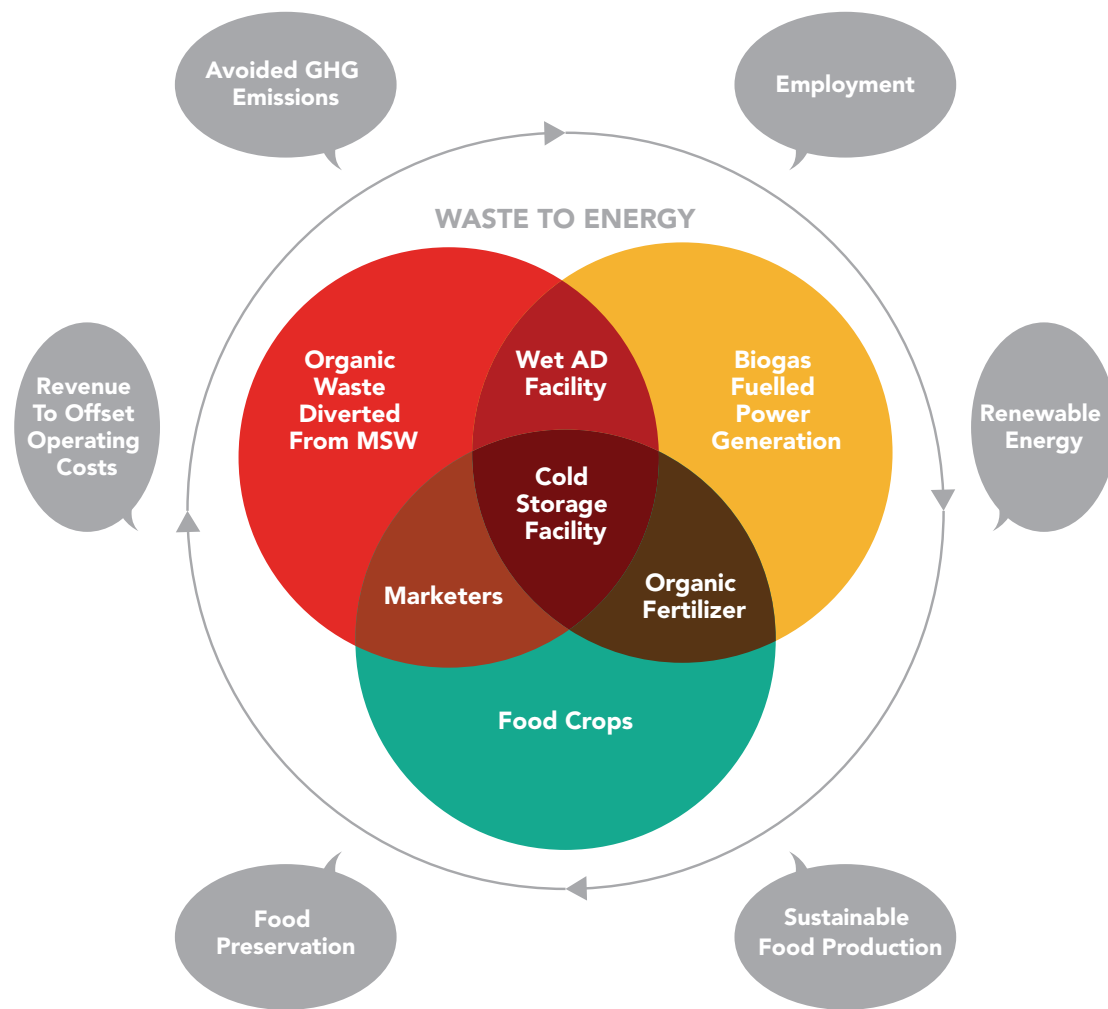 Avoided GHG
Emissions
Employment
WASTE TO ENERGY
Organic
Waste
Diverted
From MSW
Wet AD
Facility
Biogas
Fuelled
Power
Generation
Revenue
To Offset
Operating
Costs
Renewable
Energy
Cold
Storage
Facility
Marketers
Organic
Fertilizer
Food Crops
Food
Preservation
Sustainable
Food Production